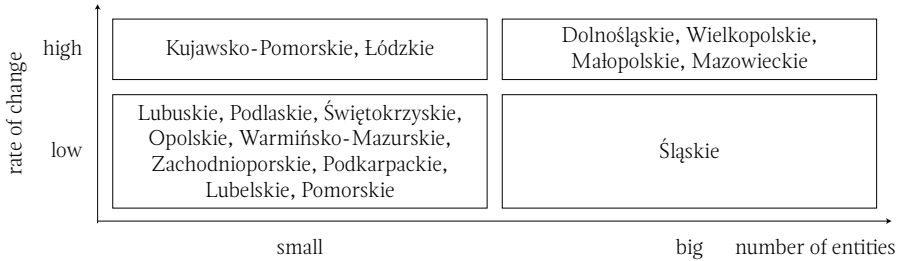 rate of change
high
Kujawsko-Pomorskie, Łódzkie
Dolnośląskie, Wielkopolskie,
Małopolskie, Mazowieckie
low
Lubuskie, Podlaskie, Świętokrzyskie,
Opolskie, Warmińsko-Mazurskie,
Zachodnioporskie, Podkarpackie,
Lubelskie, Pomorskie
Śląskie
small
big
number of entities